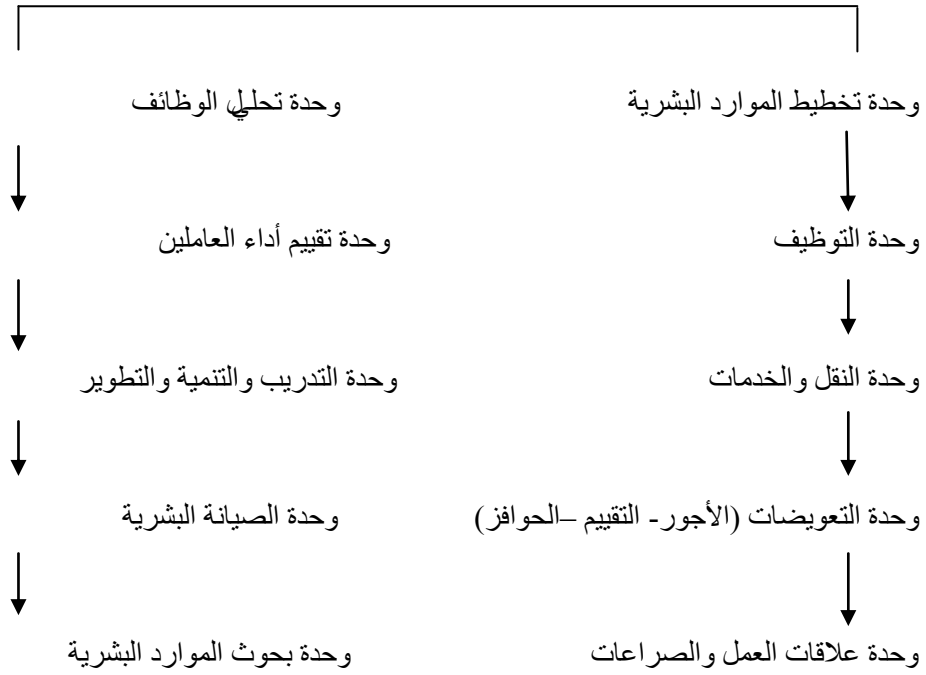 وحدة تخطيط الموارد البشرية
وحدة تحليل الوظائف
وحدة التوظيف
وحدة تقييم أداء العاملين
وحدة النقل والخدمات
وحدة التدريب والتنمية والتطوير
وحدة التعويضات (الأجور- التقييم –الحوافز)
وحدة الصيانة البشرية
وحدة علاقات العمل والصراعات
وحدة بحوث الموارد البشرية